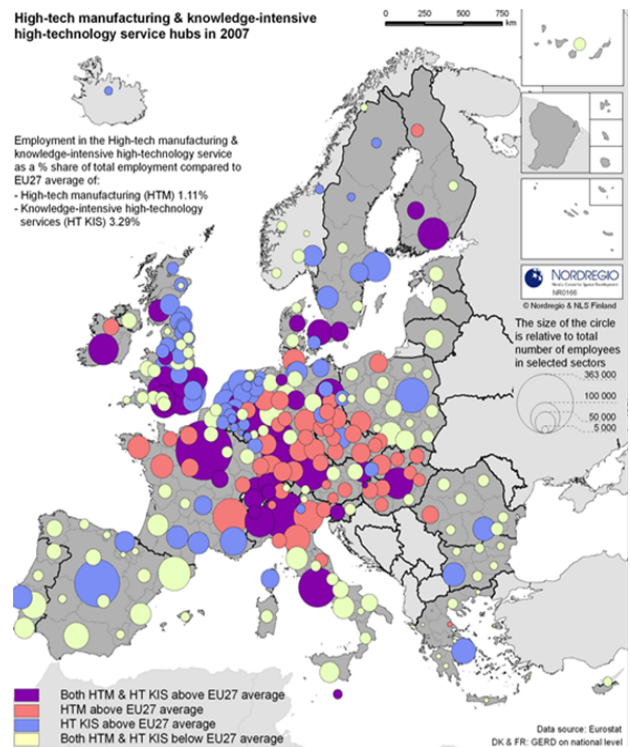 High-tech manufacturing & knowledge-intensive
high-technology service hubs in 2007
0 250 500 750
km
Employment in the High-tech manufacturing &
knowledge-intensive high-technology service
as a % share of total employment compared to
EU27 average of:
- High-tech manufacturing (HTM) 1.11%
- Knowledge-intensive high-technology
services (HT KIS) 3.29%
NORDREGIO
NR0166
© Nordregio & NLS Finland
The size of the circle
is relative to total
number of employees
in selected sectors
363 000
100 000
50 000
5 000
Both HTM & HT KIS above EU27 average
HTM above EU27 average
HT KIS above EU27 average
Both HTM & HT KIS below EU27 average
Data source: Eurostat
DK & FR: GERD on national level